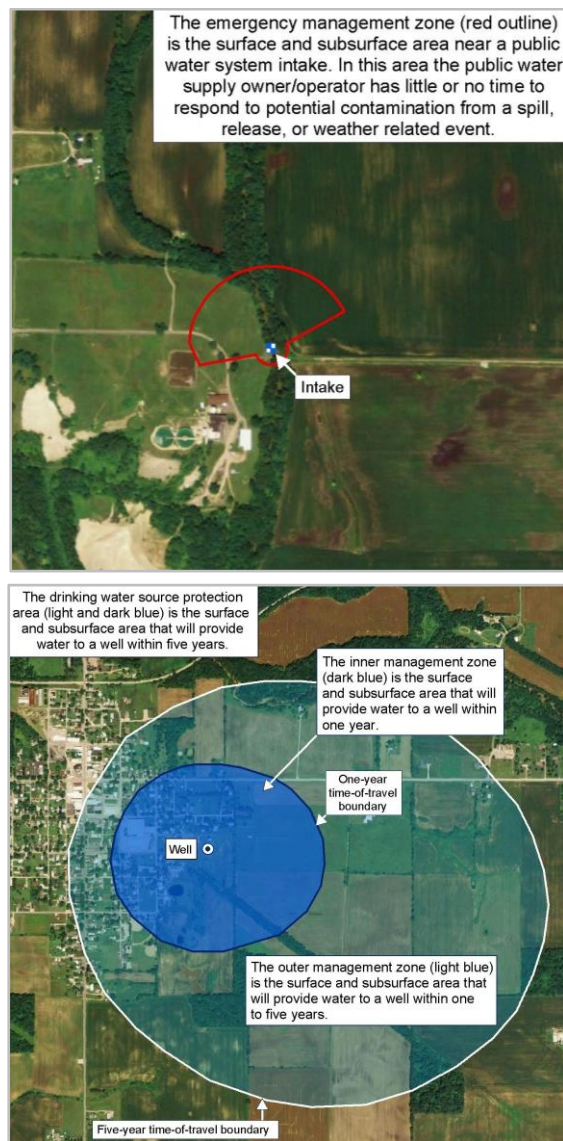 The emergency management zone (red outline)
is the surface and subsurface area near a public
water system intake. In this area the public water
supply owner/operator has little or no time to
respond to potential contamination from a spill,
release, or weather related event.
Intake
The drinking water source protection
area (light and dark blue) is the surface
and subsurface area that will provide
water to a well within five years.
The inner management zone
(dark blue) is the surface
and subsurface area that will
provide water to a well within
one year.
One-year
time-of-travel
boundary
Well
The outer management zone (light blue)
is the surface and subsurface area that
will provide water to a well within one
to five years.
Five-year time-of-travel boundary